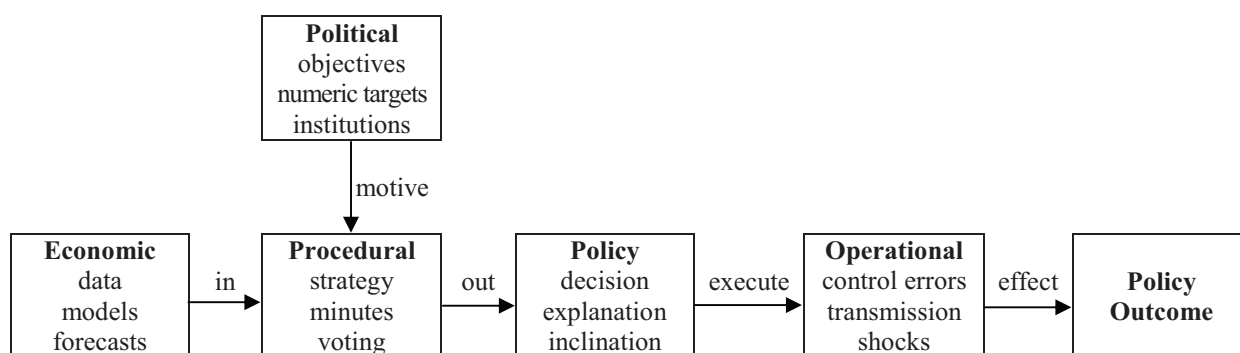 Political
objectives
numeric targets
institutions
motive
Economic
data
models
forecasts
in
Procedural
strategy
minutes
voting
out
Policy
decision
explanation
inclination
execute
Operational
control errors
transmission
shocks
effect
Policy
Outcome